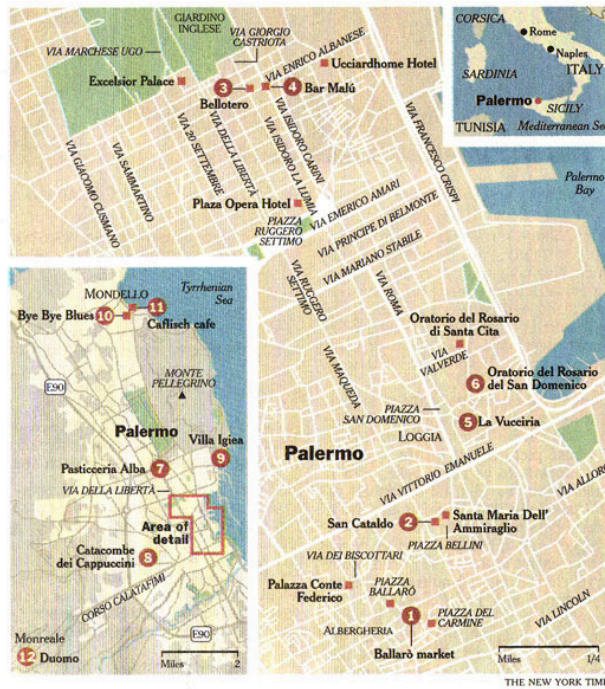 GIARDINO
INGLESE
VIA GIORGIO
CASTRIOTA
VIA MARCHESE UGO
VIA ENRICO ALBANESE
Ucciardhome Hotel
Excelsior Palace
3
Bellotero
4
Bar Malú
VIA GIACOMO CUSMANO
VIA SAMMARTINO
VIA 20 SETTEMBRE
VIA DELLA LIBERTÀ
VIA ISIDORO LA LUMIA
VIA ISIDORO CARINI
VIA FRANCESCO CRISPI
Plaza Opera Hotel
PIAZZA
RUGGERO
SETTIMO
VIA EMERICO AMARI
VIA PRINCIPE DI BELMONTE
VIA MARIANO STABILE
VIA RUGGERO
SETTIMO
VIA ROMA
VIA MAQUEDA
Oratorio del Rosario
di Santa Cita
VIA
VALVERDE
6
Oratorio del Rosario
del San Domenico
PIAZZA
SAN DOMENICO
5
La Vucciria
LOGGIA
Palermo
VIA VITTORIO EMANUELE
VIA ALLORO
San Cataldo
2
Santa Maria Dell'
Ammiraglio
PIAZZA BELLINI
VIA DEI BISCOTTARI
Palazza Conte
Federico
PIAZZA
BALLARÓ
ALBERGHERIA
1
PIAZZA DEL
CARMINE
Ballarò market
VIA LINCOLN
Miles
1/4
Palermo
Bay
CORSICA
Rome
Naples
ITALY
SARDINIA
Palermo
SICILY
TUNISIA
Mediterranean Sea
Tyrrhenian
Sea
MONDELLO
Bye Bye Blues
10
11
Caflisch cafe
E90
MONTE
PELLEGRINO
Palermo
Villa Igiea
9
Pasticceria Alba
7
VIA DELLA LIBERTÀ
Area of
detail
Catacombe
dei Cappuccini
8
CORSO CALATAFIMI
E90
Monreale
12
Duomo
Miles
2
THE NEW YORK TIME